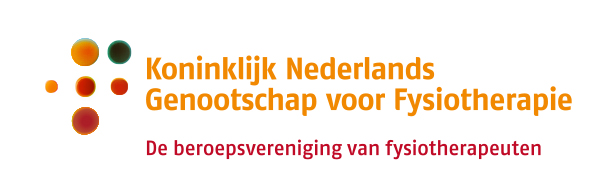 Koninklijk Nederlands
Genootschap voor Fysiotherapie
De beroepsvereniging van fysiotherapeuten